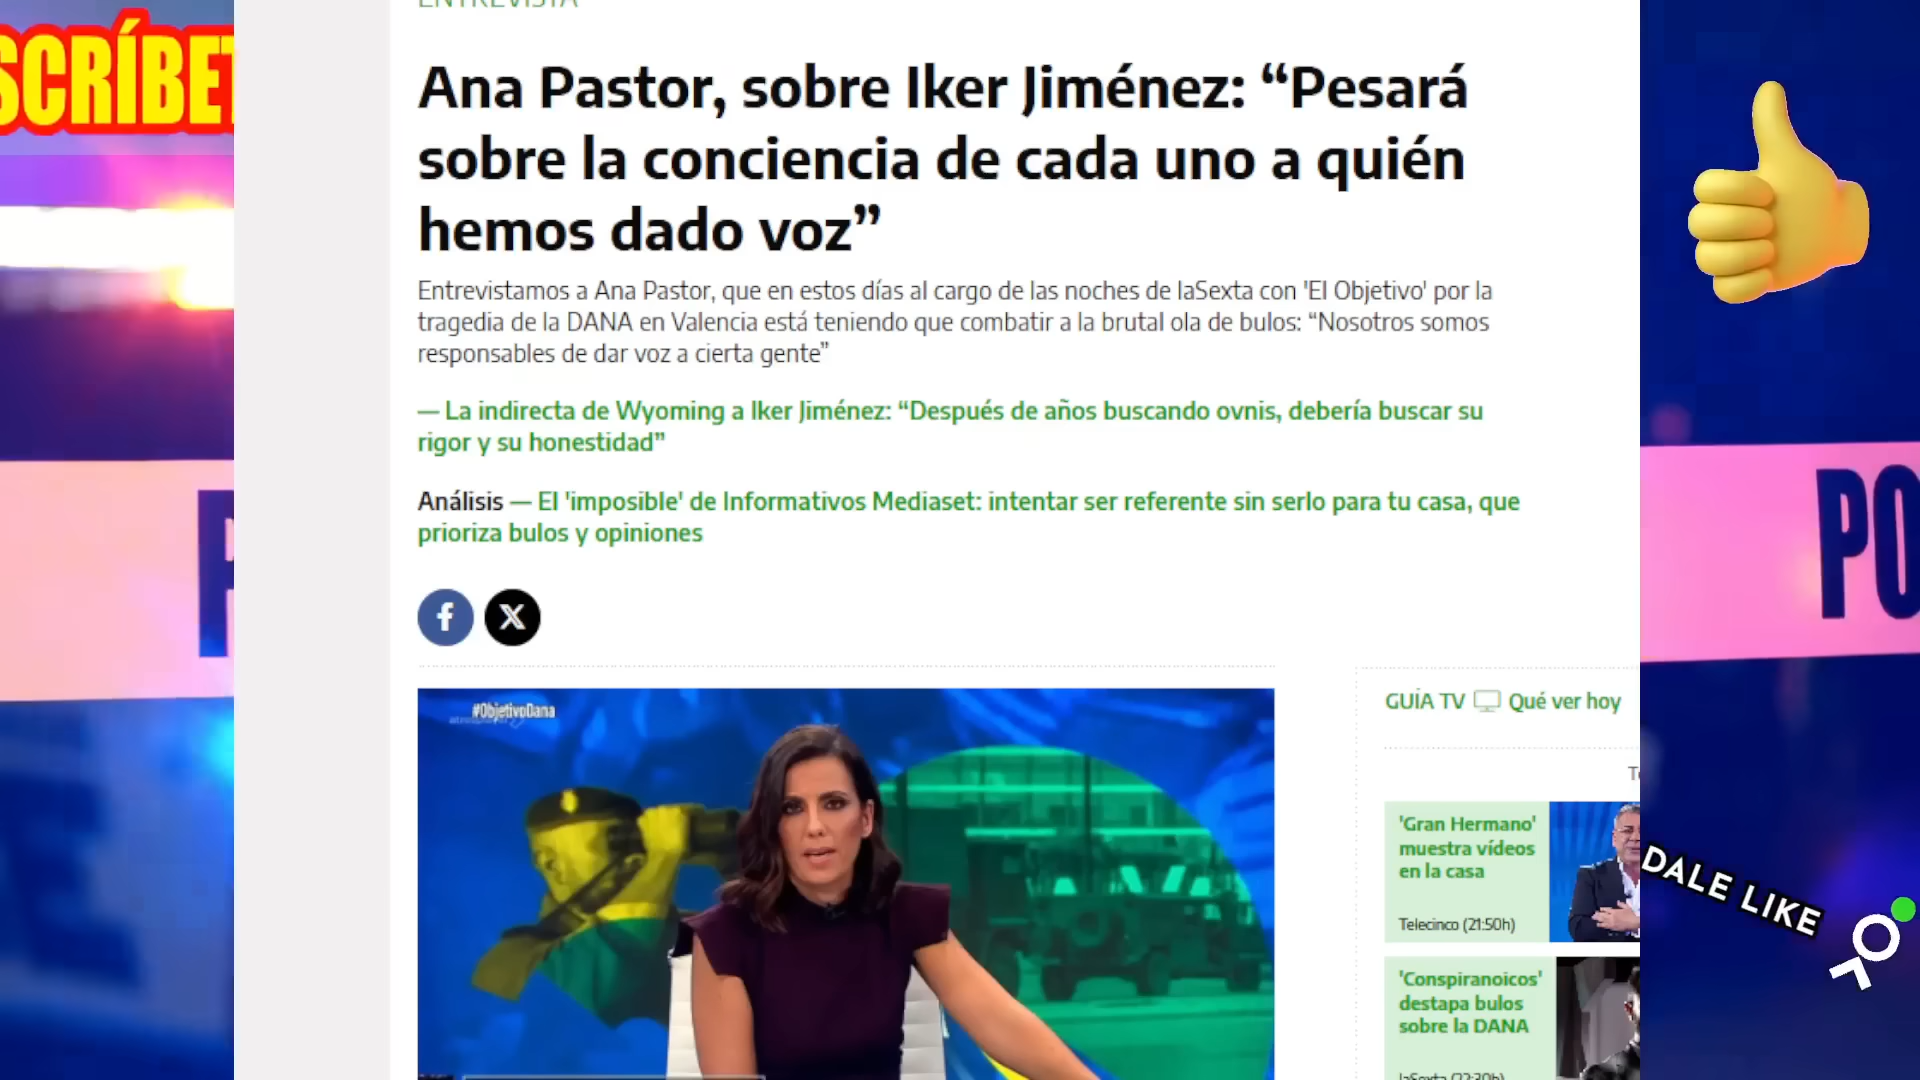 ENTREVISTA
SCRÍBET
Ana Pastor, sobre Iker Jiménez: “Pesará
sobre la conciencia de cada uno a quién
hemos dado voz”
Entrevistamos a Ana Pastor, que en estos días al cargo de las noches de laSexta con 'El Objetivo' por la
tragedia de la DANA en Valencia está teniendo que combatir a la brutal ola de bulos: “Nosotros somos
responsables de dar voz a cierta gente”
— La indirecta de Wyoming a Iker Jiménez: “Después de años buscando ovnis, debería buscar su
rigor y su honestidad”
Análisis — El 'imposible' de Informativos Mediaset: intentar ser referente sin serlo para tu casa, que
prioriza bulos y opiniones
P
PO
#ObjetivoDana
GUÍA TV Qué ver hoy
'Gran Hermano'
muestra vídeos
en la casa
Telecinco (21:50h)
'Conspiranoicos'
destapa bulos
sobre la DANA
laSexta (22:30h)
DALE LIKE